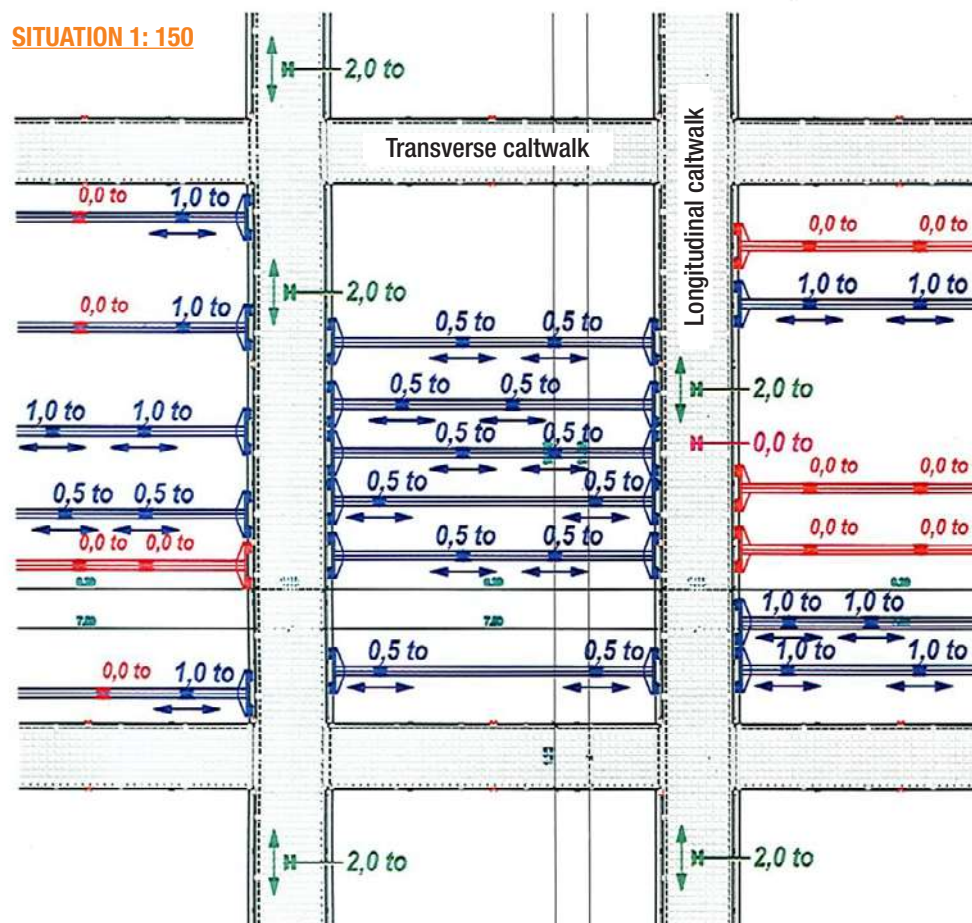 SITUATION 1: 150
2,0 to
Transverse caltwalk
Longitudinal caltwalk
0,0 to 1,0 to
0,0 to 0,0 to
2,0 to
1,0 to 1,0 to
0,0 to 1,0 to
0,5 to 0,5 to
0,5 to 0,5 to
2,0 to
1,0 to 1,0 to
0,5 to 0,5 to
0,0 to
0,5 to 0,5 to
0,5 to 0,5 to
0,0 to 0,0 to
0,0 to 0,0 to
0,5 to 0,5 to
0,0 to 0,0 to
1,0 to 1,0 to
0,0 to 1,0 to
0,5 to 0,5 to
1,0 to 1,0 to
2,0 to
2,0 to